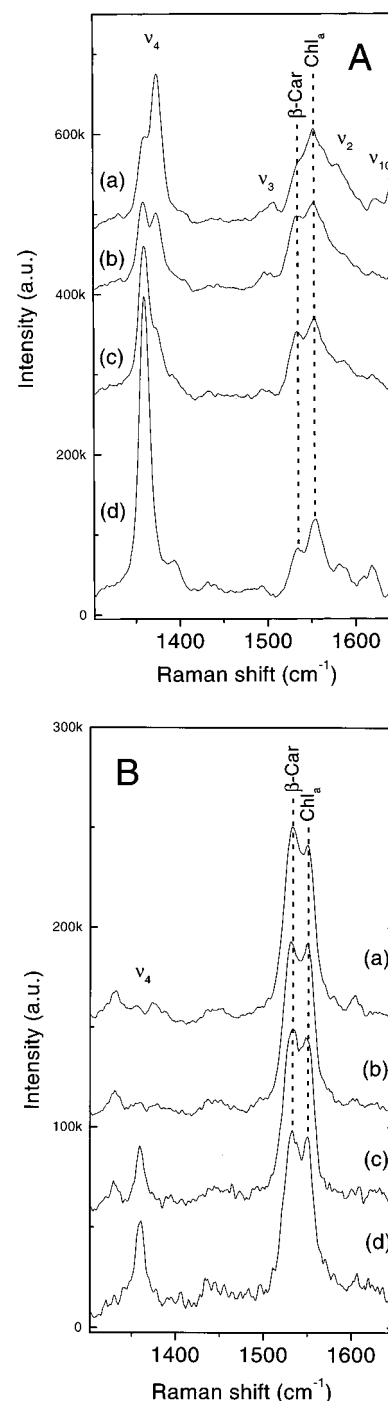 A
ν4
β-Car
Chla
ν3
ν2
ν10
600k
(a)
(b)
400k
(c)
200k
(d)
0
1400
1500
1600
Intensity (a.u.)
Raman shift (cm-1)
300k
B
β-Car
Chla
200k
(a)
ν4
(b)
100k
(c)
(d)
0
1400
1500
1600
Intensity (a.u.)
Raman shift (cm-1)